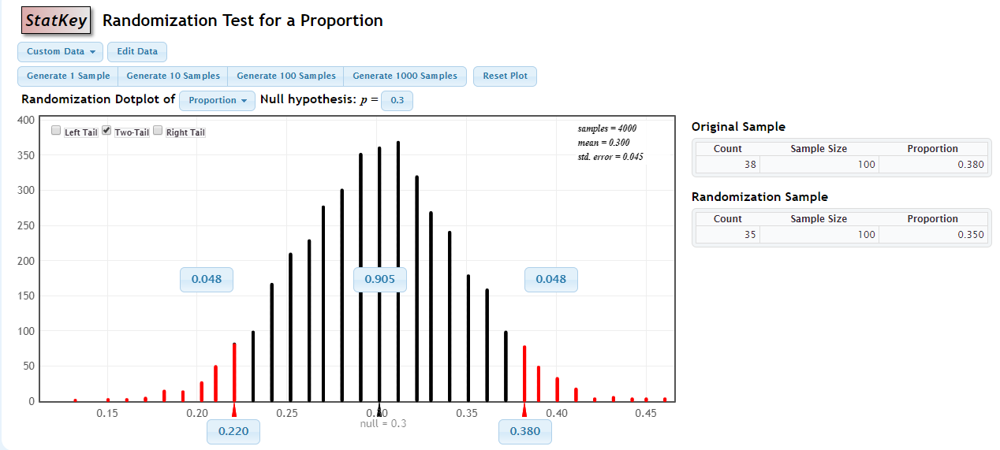 StatKey Randomization Test for a Proportion
Custom Data Edit Data
Generate 1 Sample Generate 10 Samples Generate 100 Samples Generate 1000 Samples Reset Plot
Randomization Dotplot of Proportion Null hypothesis: p = 0.3
Left Tail Two-Tail Right Tail
samples = 4000
mean = 0.300
std. error = 0.045
400
350
300
250
200
150
100
50
0
0.048 0.905 0.048
0.15 0.20 0.25 0.30 0.35 0.40 0.45
null = 0.3
0.220 0.380
Original Sample
Count Sample Size Proportion
38 100 0.380
Randomization Sample
Count Sample Size Proportion
35 100 0.350